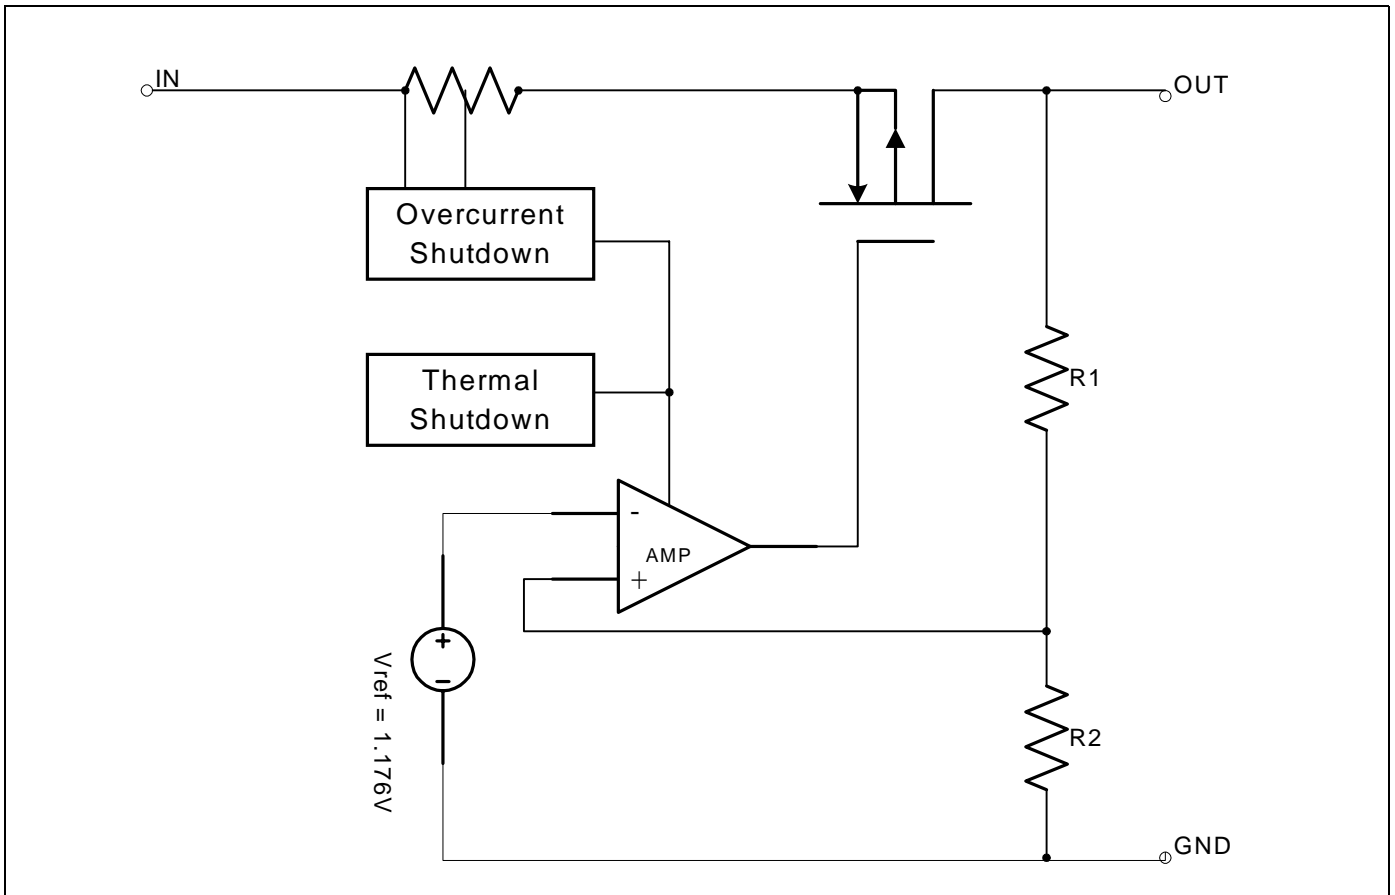 IN
OUT
Overcurrent
Shutdown
Thermal
Shutdown
R1
-
AMP
+
+
-
Vref = 1.176V
R2
GND